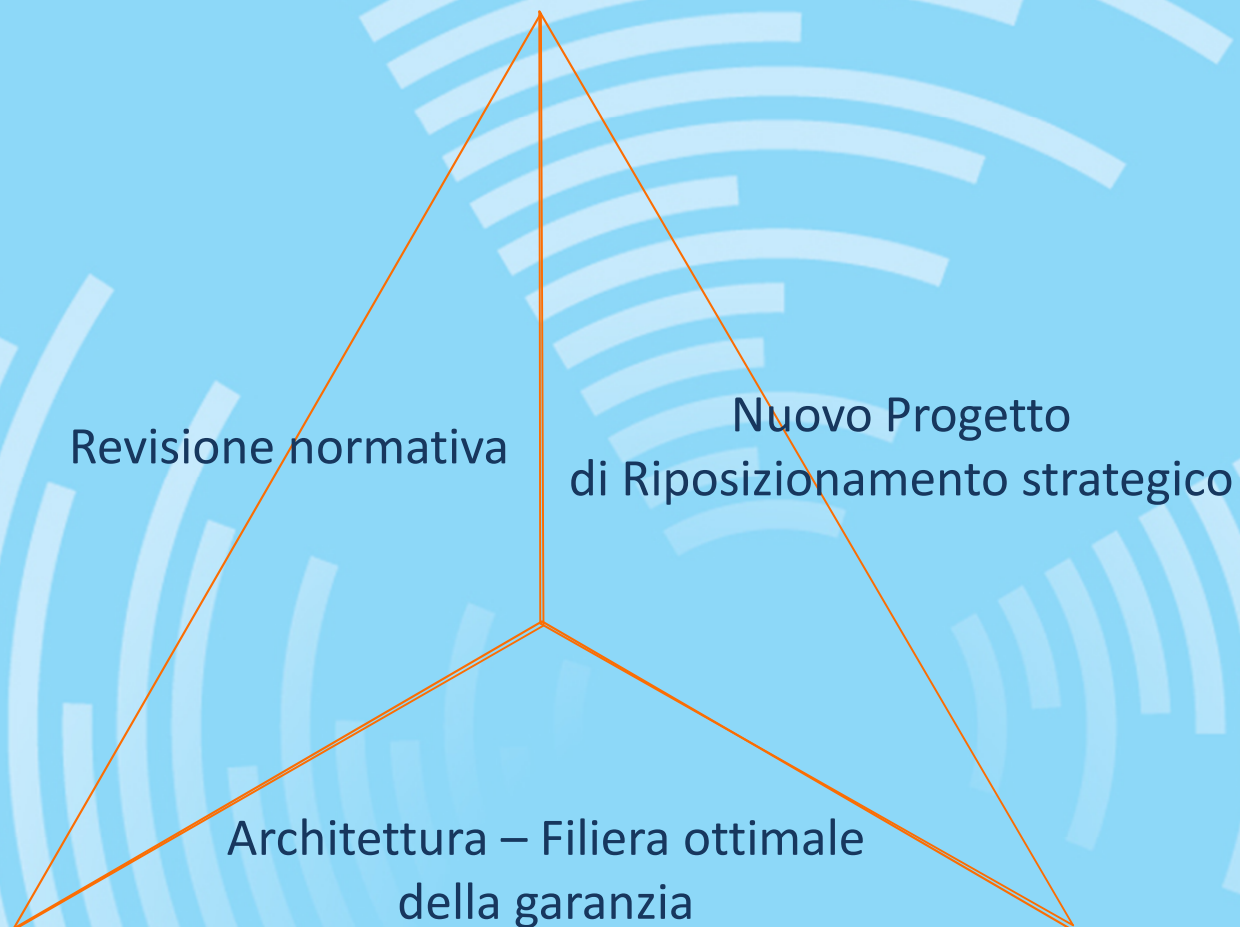 Revisione normativa
Nuovo Progetto
di Riposizionamento strategico
Architettura – Filiera ottimale
della garanzia